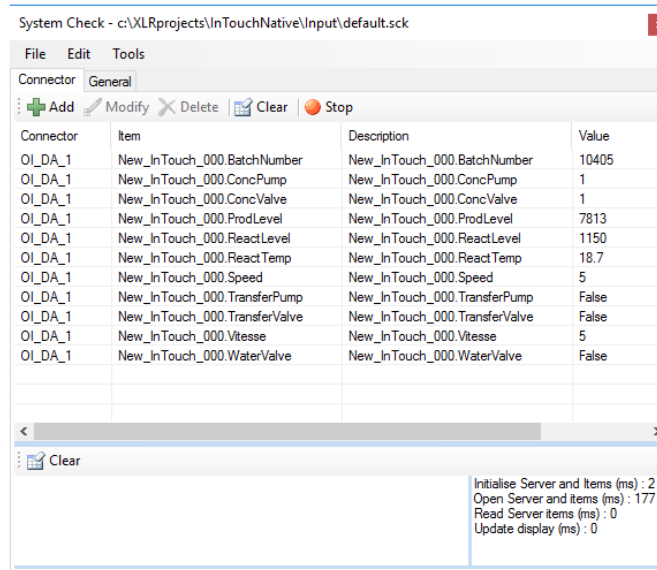 System Check - c:\XLRprojects\InTouchNative\Input\default.sck
File Edit Tools
Connector General
Add Modify Delete Clear Stop
Connector Item Description Value
OI_DA_1 New_InTouch_000.BatchNumber New_InTouch_000.BatchNumber 10405
OI_DA_1 New_InTouch_000.ConcPump New_InTouch_000.ConcPump 1
OI_DA_1 New_InTouch_000.ConcValve New_InTouch_000.ConcValve 1
OI_DA_1 New_InTouch_000.ProdLevel New_InTouch_000.ProdLevel 7813
OI_DA_1 New_InTouch_000.ReactLevel New_InTouch_000.ReactLevel 1150
OI_DA_1 New_InTouch_000.ReactTemp New_InTouch_000.ReactTemp 18.7
OI_DA_1 New_InTouch_000.Speed New_InTouch_000.Speed 5
OI_DA_1 New_InTouch_000.TransferPump New_InTouch_000.TransferPump False
OI_DA_1 New_InTouch_000.TransferValve New_InTouch_000.TransferValve False
OI_DA_1 New_InTouch_000.Vitesse New_InTouch_000.Vitesse 5
OI_DA_1 New_InTouch_000.WaterValve New_InTouch_000.WaterValve False
Clear
Initialise Server and Items (ms) : 2
Open Server and items (ms) : 177
Read Server items (ms) : 0
Update display (ms) : 0